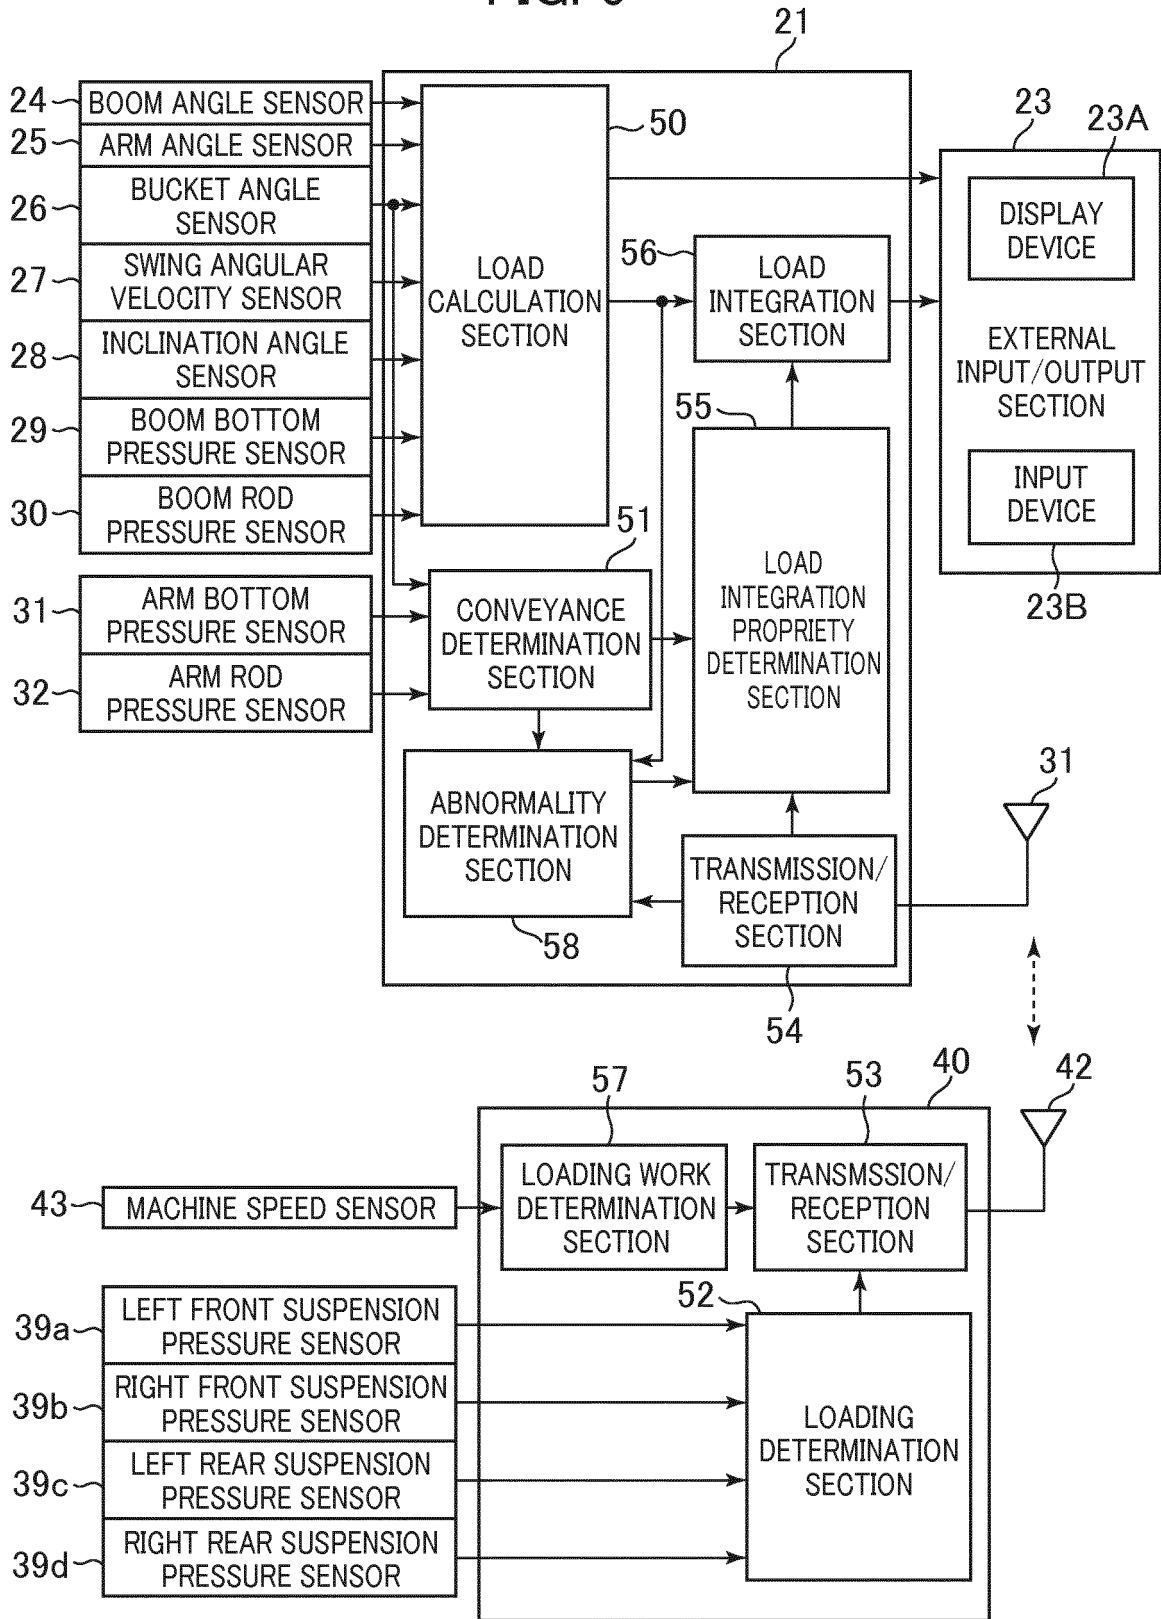 21
24
BOOM ANGLE SENSOR
25
ARM ANGLE SENSOR
26
BUCKET ANGLE
SENSOR
27
SWING ANGULAR
VELOCITY SENSOR
28
INCLINATION ANGLE
SENSOR
29
BOOM BOTTOM
PRESSURE SENSOR
30
BOOM ROD
PRESSURE SENSOR
31
ARM BOTTOM
PRESSURE SENSOR
32
ARM ROD
PRESSURE SENSOR
50
LOAD
CALCULATION
SECTION
56
LOAD
INTEGRATION
SECTION
23
23A
DISPLAY
DEVICE
EXTERNAL
INPUT/OUTPUT
SECTION
INPUT
DEVICE
23B
51
CONVEYANCE
DETERMINATION
SECTION
55
LOAD
INTEGRATION
PROPRIETY
DETERMINATION
SECTION
ABNORMALITY
DETERMINATION
SECTION
58
TRANSMISSION/
RECEPTION
SECTION
54
31
40
42
57
LOADING WORK
DETERMINATION
SECTION
53
TRANSMSSION/
RECEPTION
SECTION
43
MACHINE SPEED SENSOR
39a
LEFT FRONT SUSPENSION
PRESSURE SENSOR
39b
RIGHT FRONT SUSPENSION
PRESSURE SENSOR
39c
LEFT REAR SUSPENSION
PRESSURE SENSOR
39d
RIGHT REAR SUSPENSION
PRESSURE SENSOR
52
LOADING
DETERMINATION
SECTION